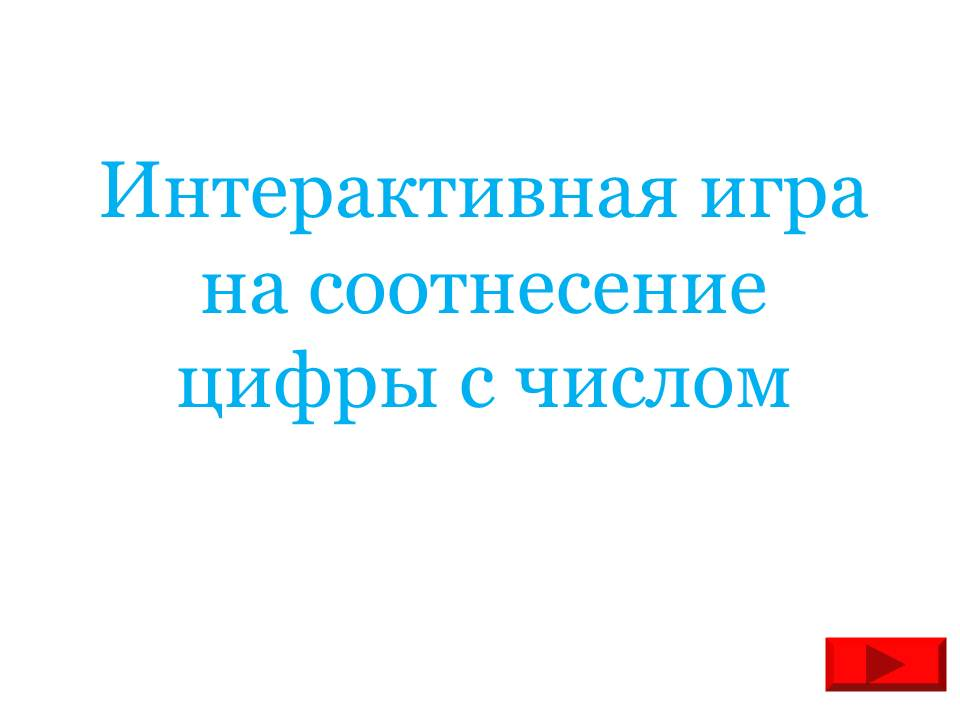 Интерактивная игра
на соотнесение
цифры с числом